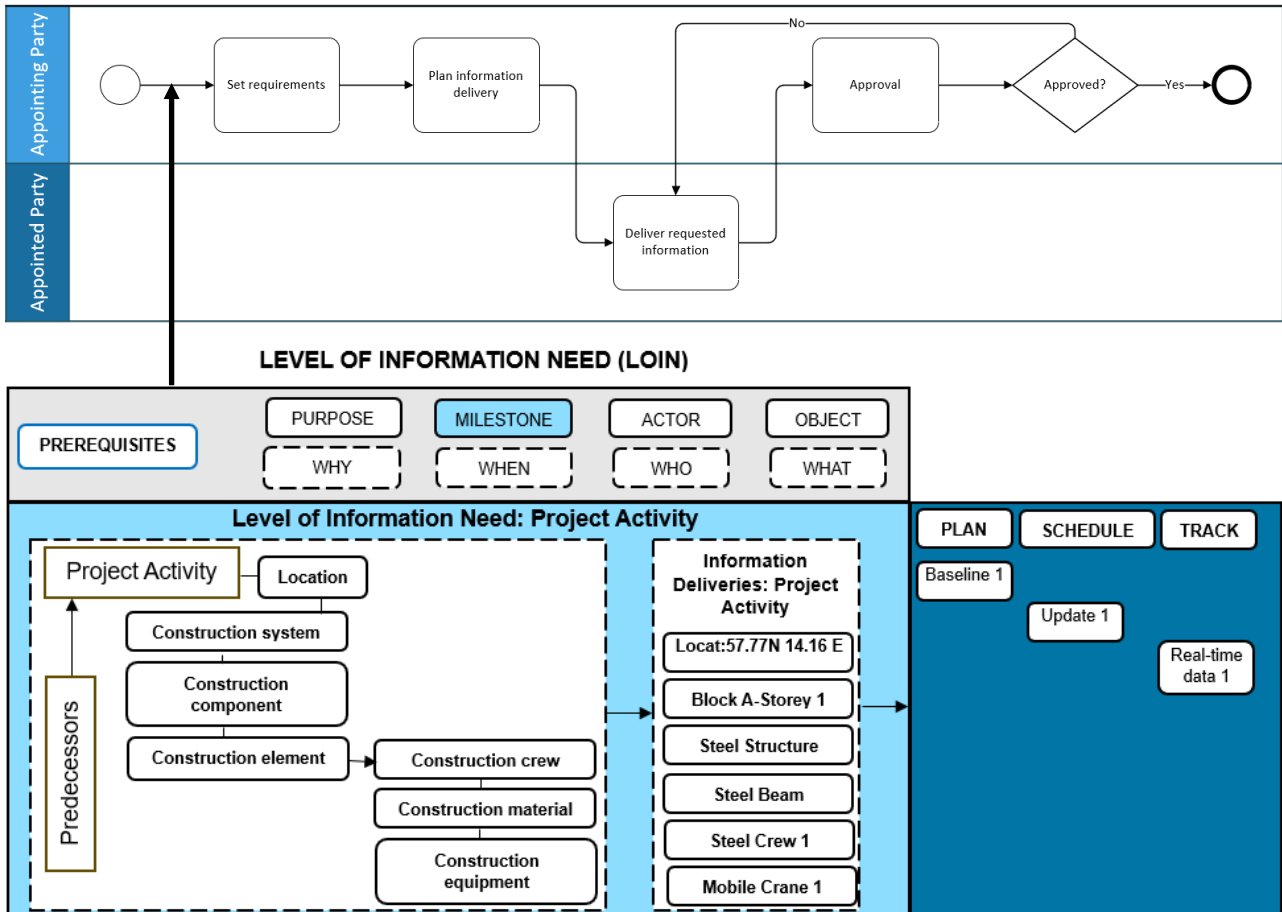 Appointing Party
Set requirements
Plan information
delivery
Approval
Approved?
No
Yes
Appointed Party
Deliver requested
information
LEVEL OF INFORMATION NEED (LOIN)
PREREQUISITES
PURPOSE
MILESTONE
ACTOR
OBJECT
WHY
WHEN
WHO
WHAT
Level of Information Need: Project Activity
Project Activity
Location
Construction system
Construction
component
Construction element
Predecessors
Construction crew
Construction material
Construction
equipment
Information
Deliveries: Project
Activity
Locat:57.77N 14.16 E
Block A-Storey 1
Steel Structure
Steel Beam
Steel Crew 1
Mobile Crane 1
PLAN
SCHEDULE
TRACK
Baseline 1
Update 1
Real-time
data 1